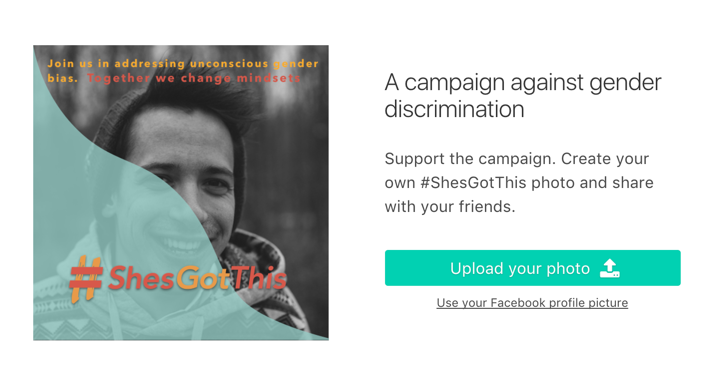 Join us in addressing unconscious gender
bias. Together we change mindsets
#ShesGotThis
A campaign against gender
discrimination
Support the campaign. Create your
own #ShesGotThis photo and share
with your friends.
Upload your photo
Use your Facebook profile picture